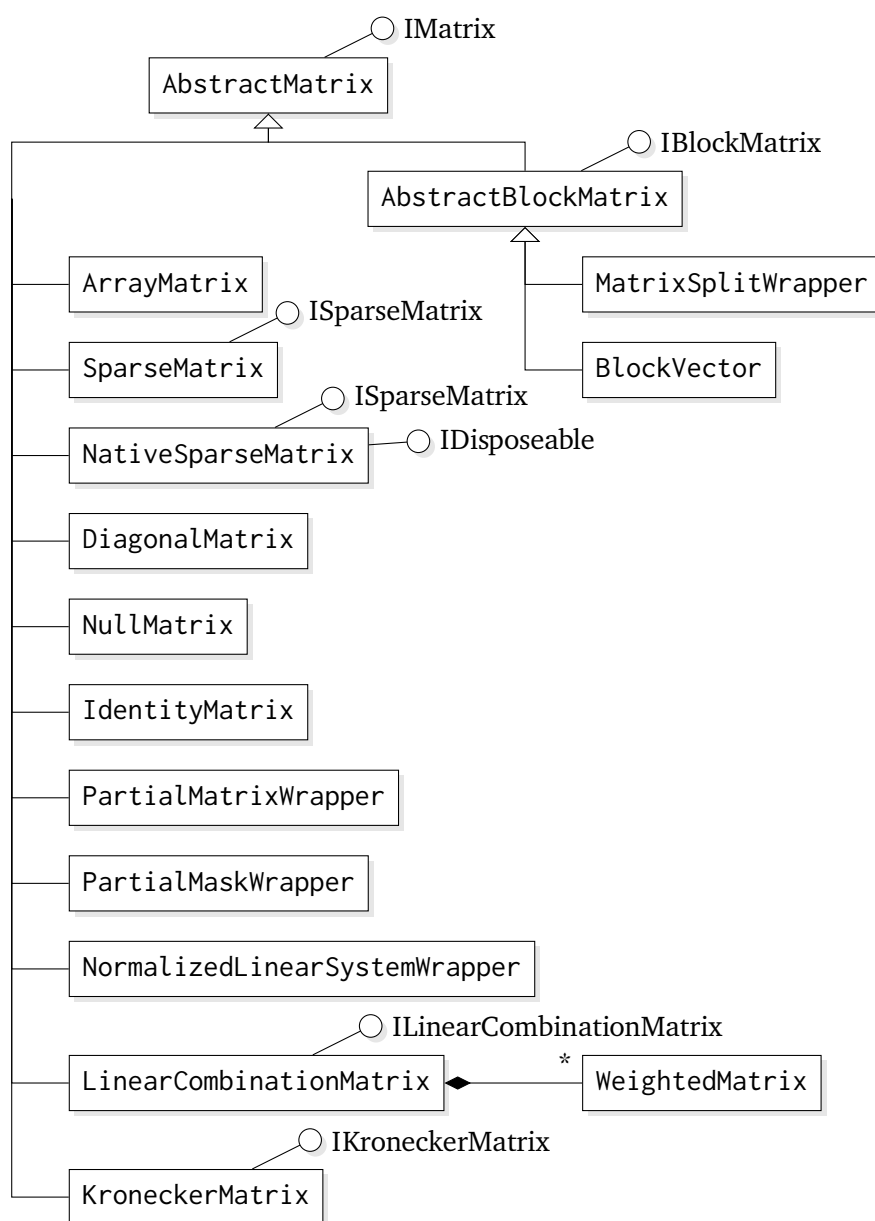 IMatrix
AbstractMatrix
IBlockMatrix
AbstractBlockMatrix
ArrayMatrix
MatrixSplitWrapper
ISparseMatrix
SparseMatrix
BlockVector
ISparseMatrix
NativeSparseMatrix
IDisposeable
DiagonalMatrix
NullMatrix
IdentityMatrix
PartialMatrixWrapper
PartialMaskWrapper
NormalizedLinearSystemWrapper
ILinearCombinationMatrix
LinearCombinationMatrix
*
WeightedMatrix
IKroneckerMatrix
KroneckerMatrix